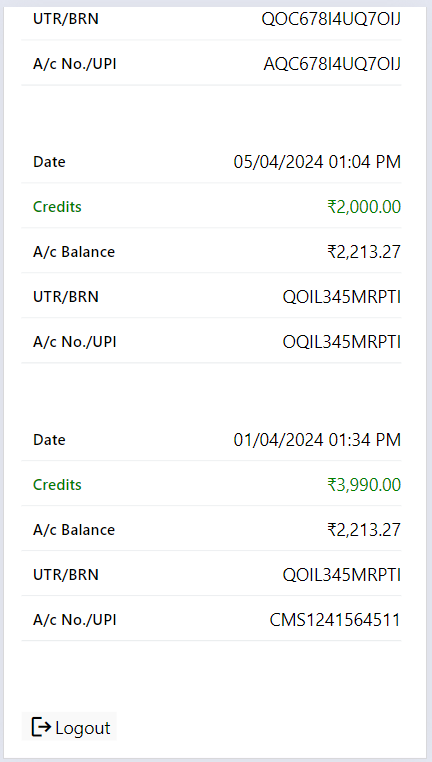 UTR/BRN QOC678I4UQ7OIJ
A/c No./UPI AQC678I4UQ7OIJ
Date 05/04/2024 01:04 PM
Credits ₹2,000.00
A/c Balance ₹2,213.27
UTR/BRN QOIL345MRPTI
A/c No./UPI OQIL345MRPTI
Date 01/04/2024 01:34 PM
Credits ₹3,990.00
A/c Balance ₹2,213.27
UTR/BRN QOIL345MRPTI
A/c No./UPI CMS1241564511
Logout